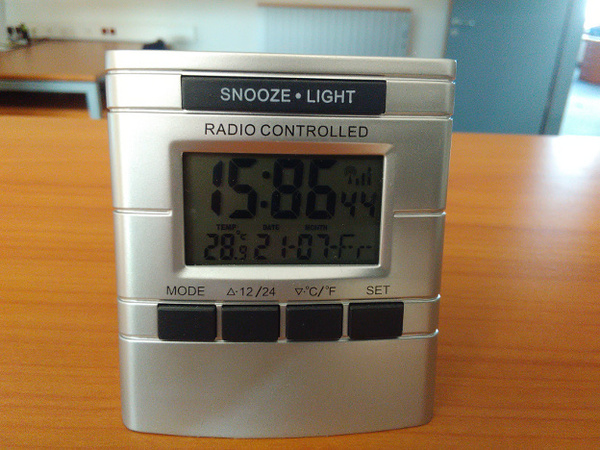 SNOOZE • LIGHT
RADIO CONTROLLED
15:86 44
TEMP DATE MONTH
28.9°C 21-07-Fr
MODE △·12/24 ▽·°C/°F SET